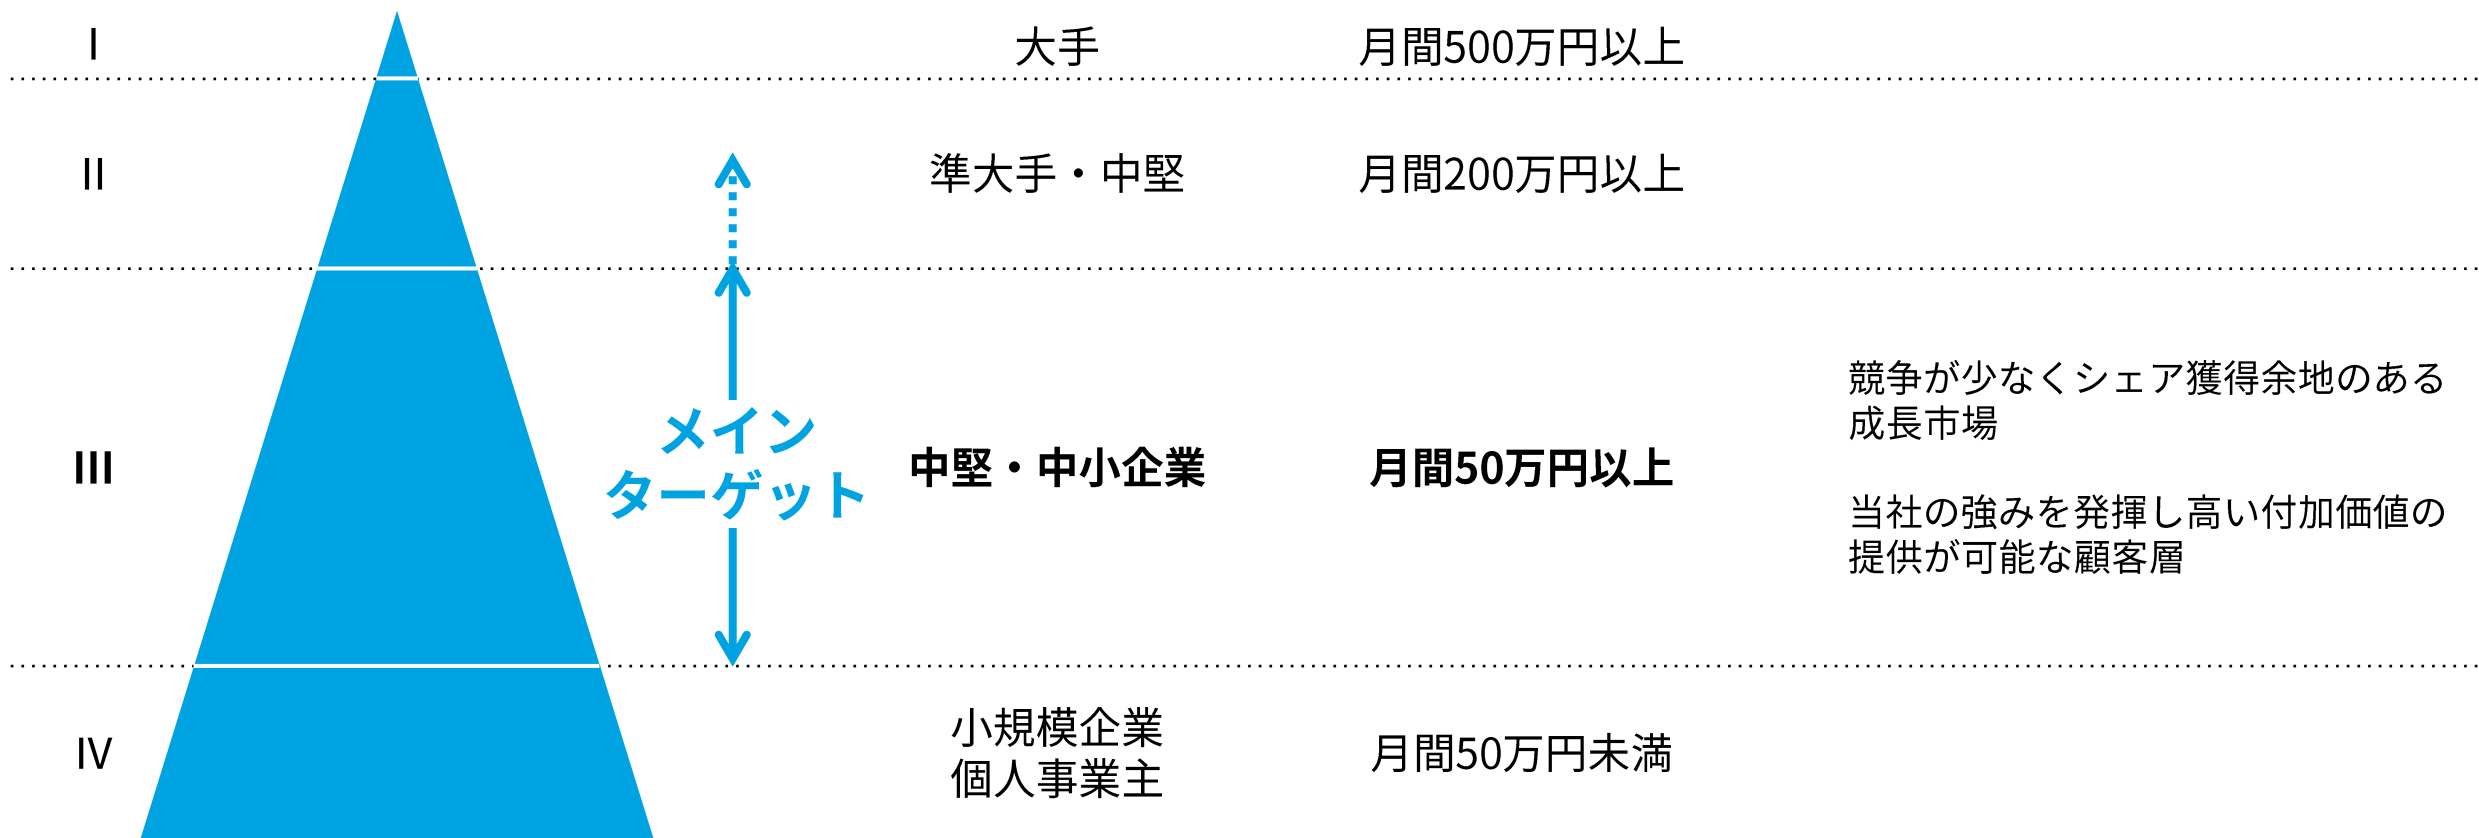 I
大手
月間500万円以上
II
準大手・中堅
月間200万円以上
III
メイン
ターゲット
中堅・中小企業
月間50万円以上
競争が少なくシェア獲得余地のある
成長市場
当社の強みを発揮し高い付加価値の
提供が可能な顧客層
IV
小規模企業
個人事業主
月間50万円未満